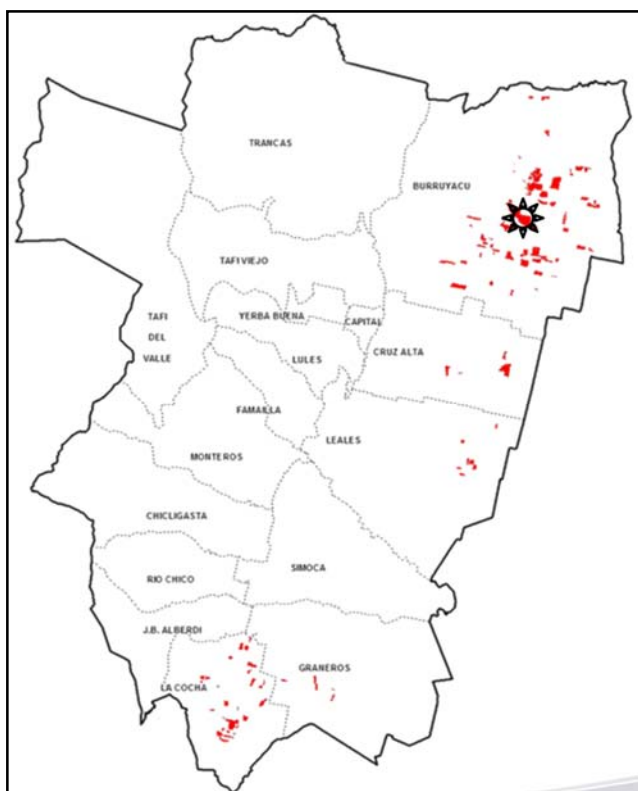 TRANCAS
BURRUYACU
TAFI VIEJO
YERBA BUENA
CAPITAL
TAFI
DEL
VALLE
CRUZ ALTA
LULES
FAMAILLA
LEALES
MONTEROS
CHICLIGASTA
RIO CHICO
SIMOCA
J.B. ALBERDI
GRANEROS
LA COCHA